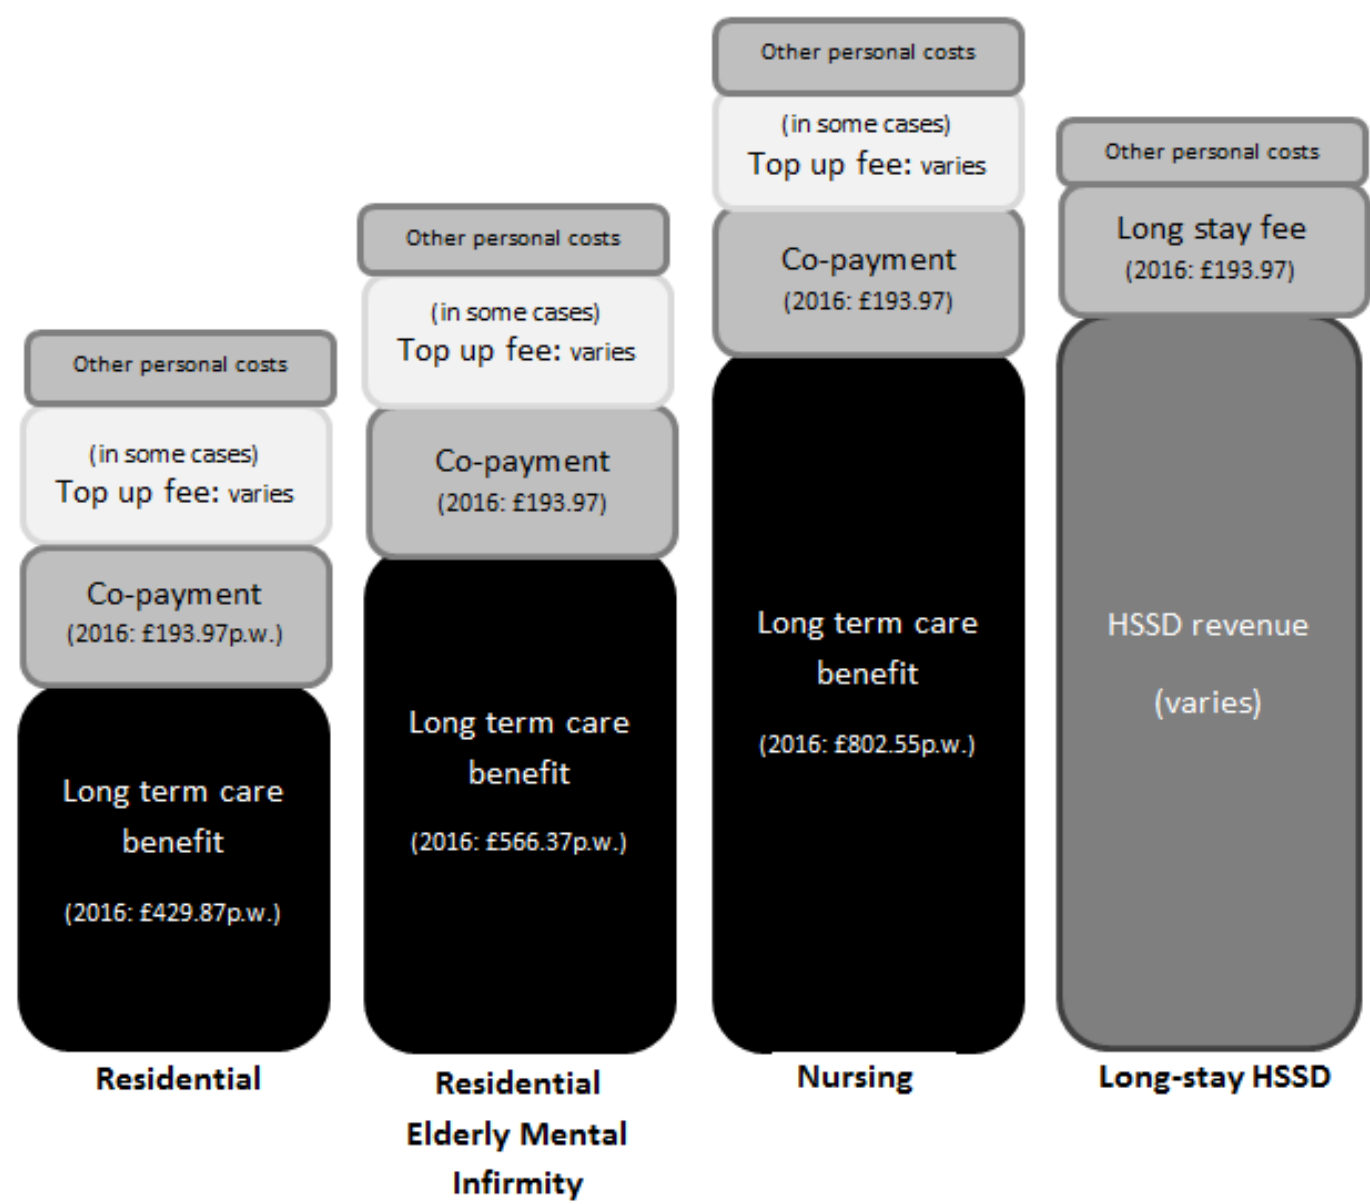 Other personal costs
(in some cases)
Top up fee: varies
Co-payment
(2016: £193.97p.w.)
Long term care
benefit
(2016: £429.87p.w.)
Residential
Other personal costs
(in some cases)
Top up fee: varies
Co-payment
(2016: £193.97)
Long term care
benefit
(2016: £566.37p.w.)
Residential
Elderly Mental
Infirmity
Other personal costs
(in some cases)
Top up fee: varies
Co-payment
(2016: £193.97)
Long term care
benefit
(2016: £802.55p.w.)
Nursing
Other personal costs
Long stay fee
(2016: £193.97)
HSSD revenue
(varies)
Long-stay HSSD